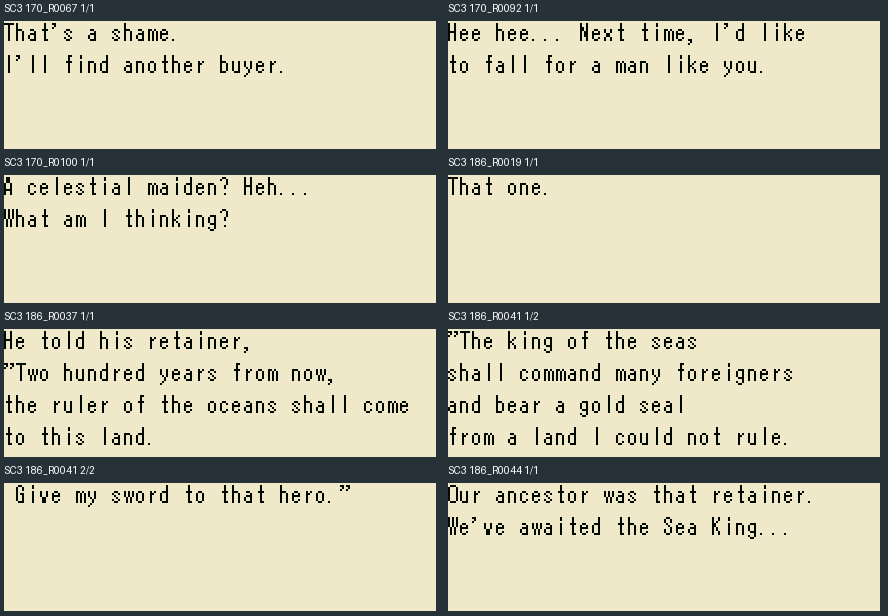 SC3 170_R0067 1/1
That's a shame.
I'll find another buyer.
SC3 170_R0092 1/1
Hee hee... Next time, I'd like
to fall for a man like you.
SC3 170_R0100 1/1
A celestial maiden? Heh...
What am I thinking?
SC3 186_R0019 1/1
That one.
SC3 186_R0037 1/1
He told his retainer,
”Two hundred years from now,
the ruler of the oceans shall come
to this land.
SC3 186_R0041 1/2
”The king of the seas
shall command many foreigners
and bear a gold seal
from a land I could not rule.
SC3 186_R0041 2/2
Give my sword to that hero.”
SC3 186_R0044 1/1
Our ancestor was that retainer.
We've awaited the Sea King...